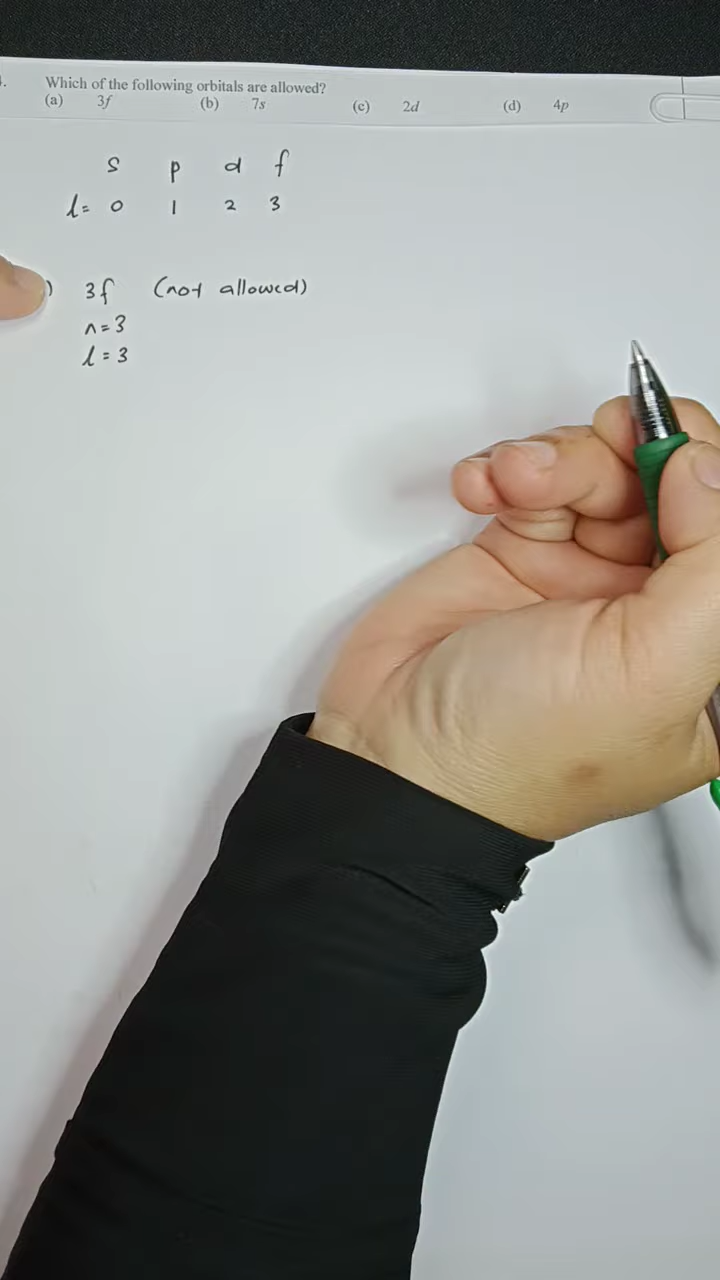 Which of the following orbitals are allowed?
(a) 3f (b) 7s (c) 2d (d) 4p
s p d f
l= 0 1 2 3
) 3f (not allowed)
n=3
l=3